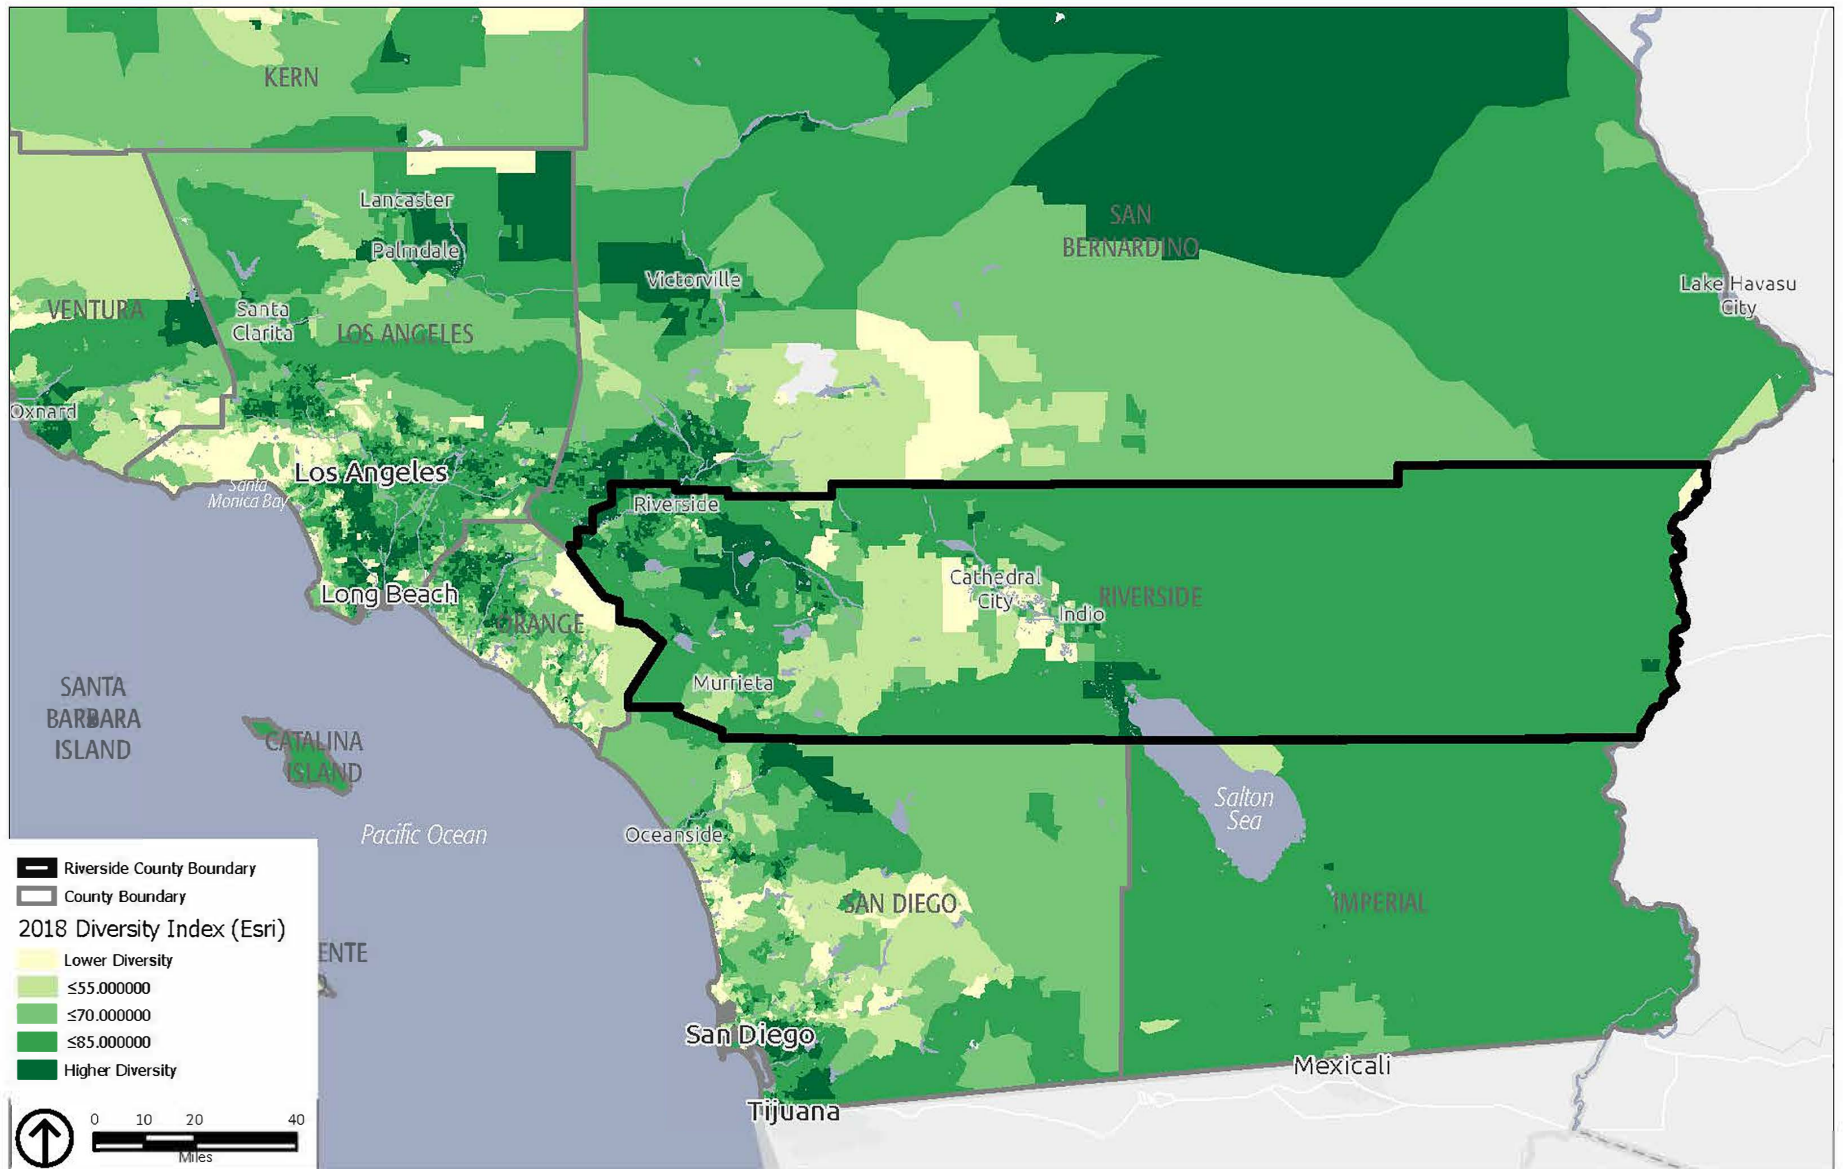 KERN
Lancaster
Palmdale
SAN
BERNARDINO
Victorville
Lake Havasu
City
VENTURA
Santa
Clarita
LOS ANGELES
Oxnard
Los Angeles
Santa
Monica Bay
Riverside
Long Beach
Cathedral
City
RIVERSIDE
Indio
ORANGE
Murrieta
SANTA
BARBARA
ISLAND
CATALINA
ISLAND
Salton
Sea
Pacific Ocean
Oceanside
SAN DIEGO
IMPERIAL
ENTE
San Diego
Mexicali
Tijuana
Riverside County Boundary
County Boundary
2018 Diversity Index (Esri)
Lower Diversity
≤55.000000
≤70.000000
≤85.000000
Higher Diversity
0 10 20 40
Miles